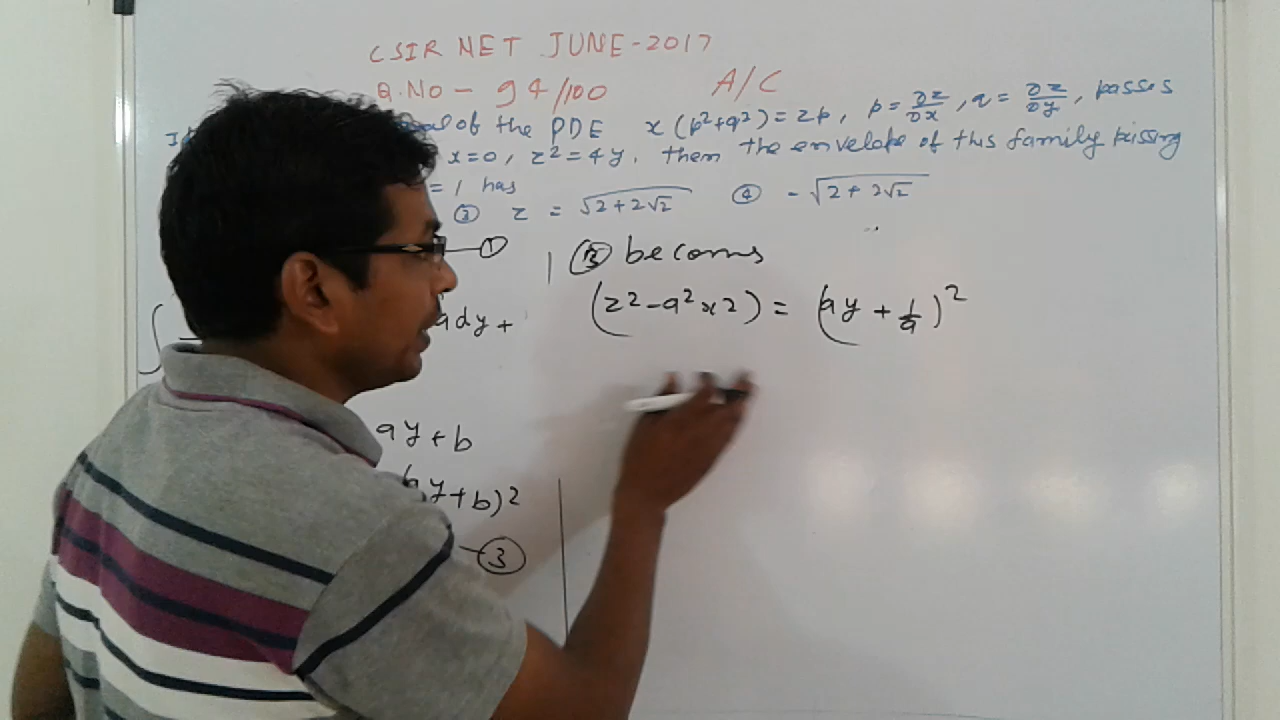 CSIR NET JUNE-2017
Q.NO - 94/100 A/C
of the PDE x(p²+q²)=zp, p = ∂z/∂x, q = ∂z/∂y, passes
x=0, z²=4y, then the envelope of this family passing
= 1 has
③ z = √2+2√2 ④ -√2+2√2
① | ③ becoms
(z²-a²x2) = (ay + 1/a)²
∫ ady +
ay + b
y+b)2
③